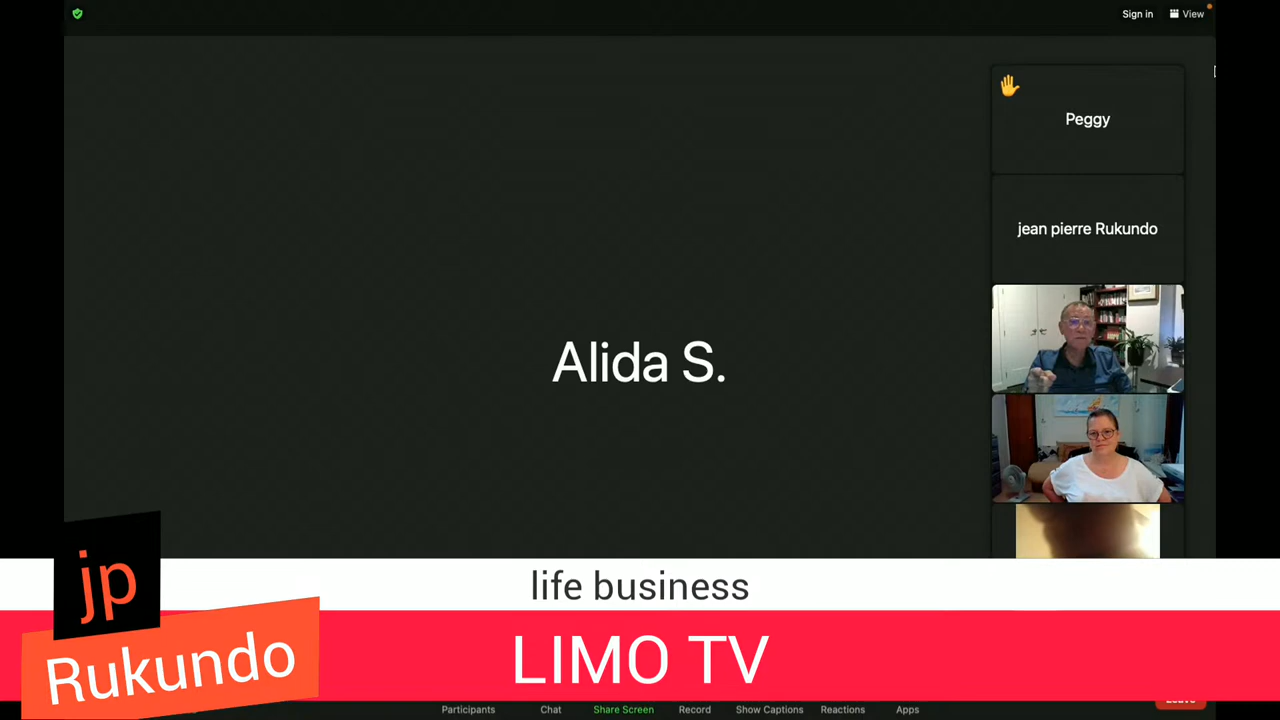 Sign in
View
Peggy
jean pierre Rukundo
Alida S.
life business
jp
Rukundo
LIMO TV
Participants
Chat
Share Screen
Record
Show Captions
Reactions
Apps
Leave